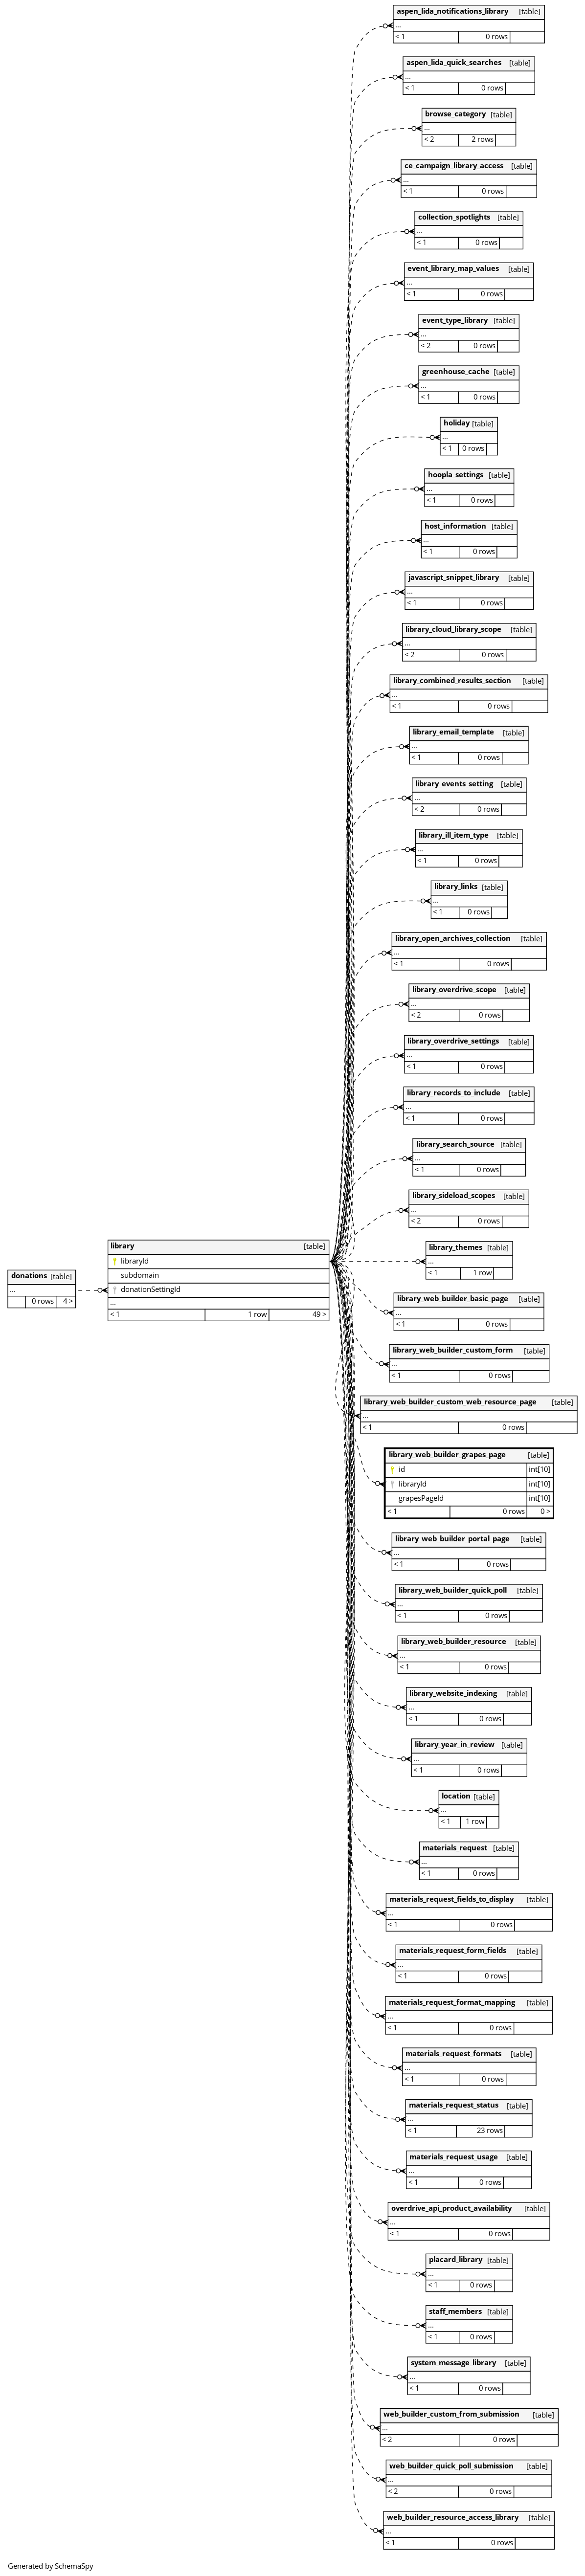 aspen_lida_notifications_library [table]
...
< 1 0 rows
aspen_lida_quick_searches [table]
...
< 1 0 rows
browse_category [table]
...
< 2 2 rows
ce_campaign_library_access [table]
...
< 1 0 rows
collection_spotlights [table]
...
< 1 0 rows
event_library_map_values [table]
...
< 1 0 rows
event_type_library [table]
...
< 2 0 rows
greenhouse_cache [table]
...
< 1 0 rows
holiday [table]
...
< 1 0 rows
hoopla_settings [table]
...
< 1 0 rows
host_information [table]
...
< 1 0 rows
javascript_snippet_library [table]
...
< 1 0 rows
library_cloud_library_scope [table]
...
< 2 0 rows
library_combined_results_section [table]
...
< 1 0 rows
library_email_template [table]
...
< 1 0 rows
library_events_setting [table]
...
< 2 0 rows
library_ill_item_type [table]
...
< 1 0 rows
library_links [table]
...
< 1 0 rows
library_open_archives_collection [table]
...
< 1 0 rows
library_overdrive_scope [table]
...
< 2 0 rows
library_overdrive_settings [table]
...
< 1 0 rows
library_records_to_include [table]
...
< 1 0 rows
library_search_source [table]
...
< 1 0 rows
library_sideload_scopes [table]
...
< 2 0 rows
donations [table]
...
0 rows 4 >
library [table]
libraryId
subdomain
donationSettingId
...
< 1 1 row 49 >
library_themes [table]
...
< 1 1 row
library_web_builder_basic_page [table]
...
< 1 0 rows
library_web_builder_custom_form [table]
...
< 1 0 rows
library_web_builder_custom_web_resource_page [table]
...
< 1 0 rows
library_web_builder_grapes_page [table]
id int[10]
libraryId int[10]
grapesPageId int[10]
< 1 0 rows 0 >
library_web_builder_portal_page [table]
...
< 1 0 rows
library_web_builder_quick_poll [table]
...
< 1 0 rows
library_web_builder_resource [table]
...
< 1 0 rows
library_website_indexing [table]
...
< 1 0 rows
library_year_in_review [table]
...
< 1 0 rows
location [table]
...
< 1 1 row
materials_request [table]
...
< 1 0 rows
materials_request_fields_to_display [table]
...
< 1 0 rows
materials_request_form_fields [table]
...
< 1 0 rows
materials_request_format_mapping [table]
...
< 1 0 rows
materials_request_formats [table]
...
< 1 0 rows
materials_request_status [table]
...
< 1 23 rows
materials_request_usage [table]
...
< 1 0 rows
overdrive_api_product_availability [table]
...
< 1 0 rows
placard_library [table]
...
< 1 0 rows
staff_members [table]
...
< 1 0 rows
system_message_library [table]
...
< 1 0 rows
web_builder_custom_from_submission [table]
...
< 2 0 rows
web_builder_quick_poll_submission [table]
...
< 2 0 rows
web_builder_resource_access_library [table]
...
< 1 0 rows
Generated by SchemaSpy